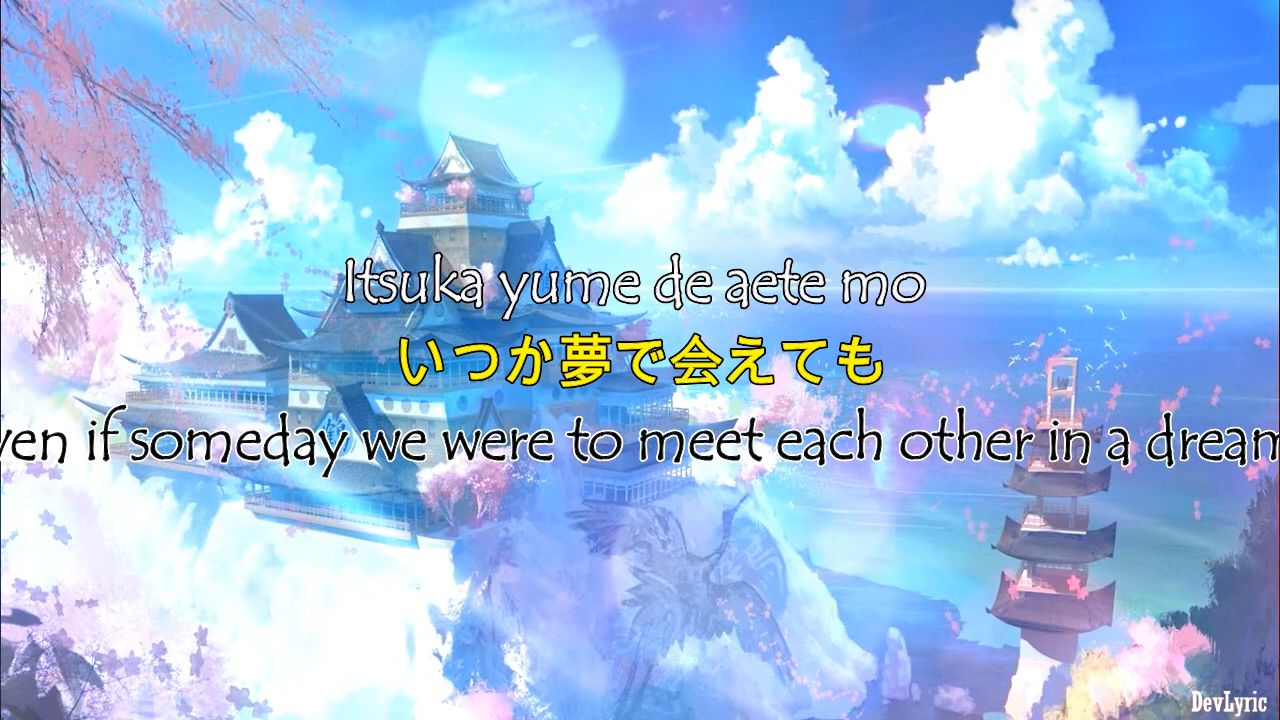 Itsuka yume de aete mo
いつか夢で会えても
ven if someday we were to meet each other in a dream
DevLyric